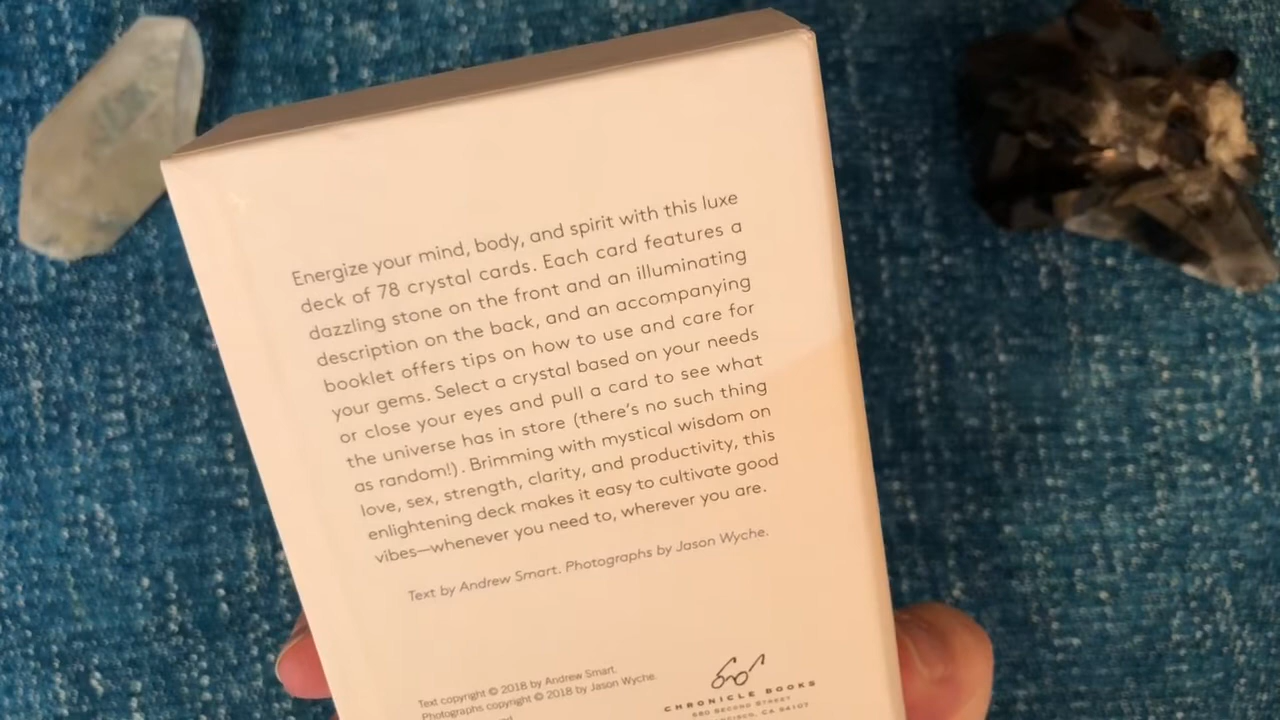 Energize your mind, body, and spirit with this luxe
deck of 78 crystal cards. Each card features a
dazzling stone on the front and an illuminating
description on the back, and an accompanying
booklet offers tips on how to use and care for
your gems. Select a crystal based on your needs
or close your eyes and pull a card to see what
the universe has in store (there's no such thing
as random!). Brimming with mystical wisdom on
love, sex, strength, clarity, and productivity, this
enlightening deck makes it easy to cultivate good
vibes—whenever you need to, wherever you are.
Text by Andrew Smart. Photographs by Jason Wyche.
Text copyright © 2018 by Andrew Smart.
Photographs copyright © 2018 by Jason Wyche.
CHRONICLE BOOKS
680 SECOND STREET
CA 94107